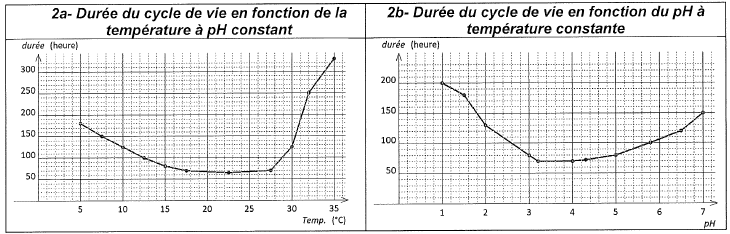 2a- Durée du cycle de vie en fonction de la
température à pH constant
durée (heure)
300
250
200
150
100
50
5 10 15 20 25 30 35
Temp. (°C)
2b- Durée du cycle de vie en fonction du pH à
température constante
durée (heure)
200
150
100
50
1 2 3 4 5 6 7
pH